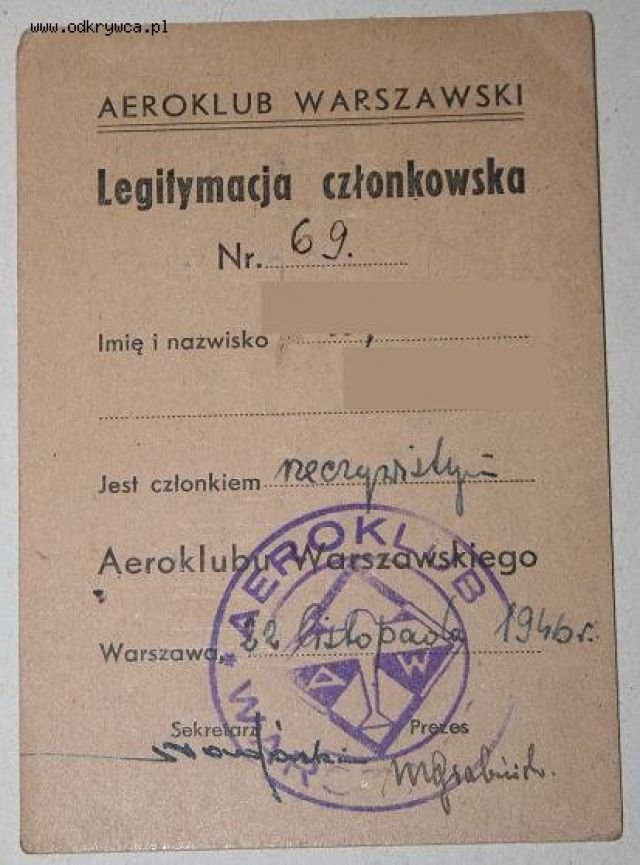 www.odkrywca.pl
AEROKLUB WARSZAWSKI
Legitymacja członkowska
Nr. 69.
Imię i nazwisko
Jest członkiem rzeczywistym
Aeroklubu Warszawskiego
Warszawa, 22 listopada 1946 r.
Sekretarz Prezes
* AEROKLUB
A W